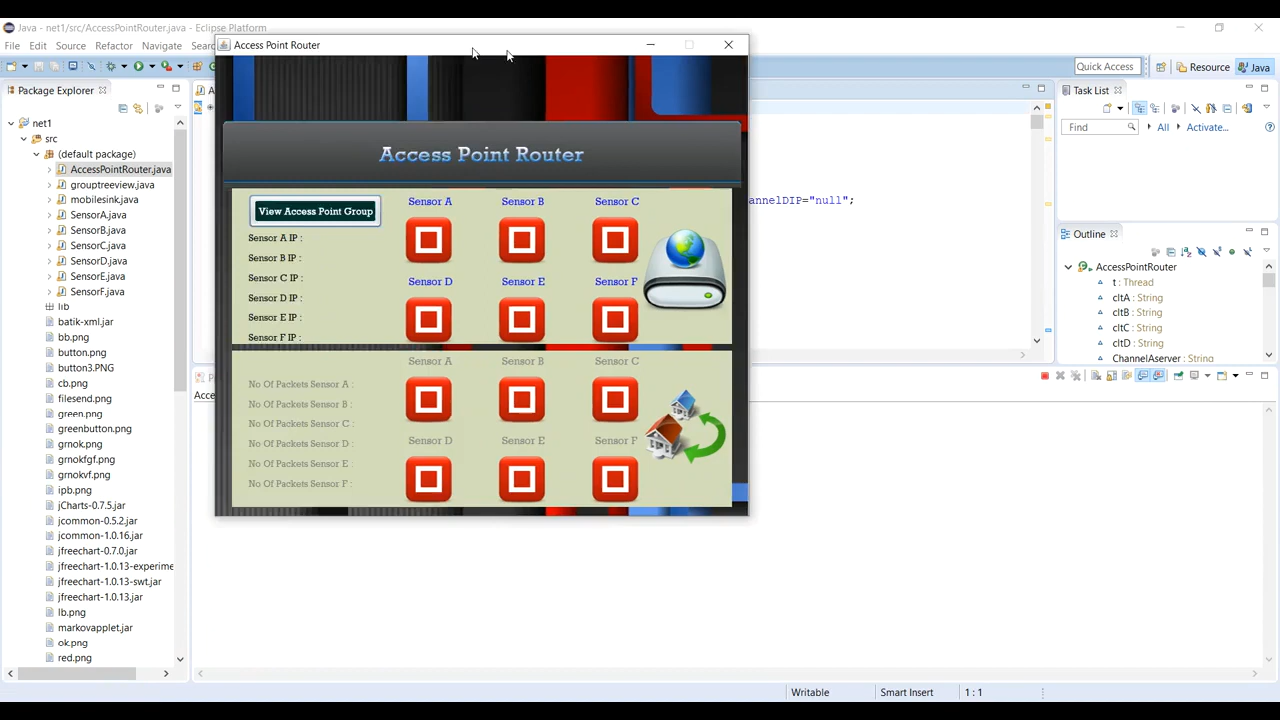 Java - net1/src/AccessPointRouter.java - Eclipse Platform
File Edit Source Refactor Navigate Sear
Access Point Router
Quick Access Resource Java
Package Explorer
net1
src
(default package)
AccessPointRouter.java
grouptreeview.java
mobilesink.java
SensorA.java
SensorB.java
SensorC.java
SensorD.java
SensorE.java
SensorF.java
lib
batik-xml.jar
bb.png
button.png
button3.PNG
cb.png
filesend.png
green.png
greenbutton.png
grnok.png
grnokfgf.png
grnokvf.png
ipb.png
jCharts-0.7.5.jar
jcommon-0.5.2.jar
jcommon-1.0.16.jar
jfreechart-0.7.0.jar
jfreechart-1.0.13-experime
jfreechart-1.0.13-swt.jar
jfreechart-1.0.13.jar
lb.png
markovapplet.jar
ok.png
red.png
Access Point Router
View Access Point Group
Sensor A Sensor B Sensor C
Sensor A IP :
Sensor B IP :
Sensor C IP :
Sensor D IP :
Sensor E IP :
Sensor F IP :
Sensor D Sensor E Sensor F
Sensor A Sensor B Sensor C
No Of Packets Sensor A :
No Of Packets Sensor B :
No Of Packets Sensor C :
No Of Packets Sensor D :
No Of Packets Sensor E :
No Of Packets Sensor F :
Sensor D Sensor E Sensor F
annelDIP="null";
Acce
Task List
Find All Activate...
Outline
AccessPointRouter
t : Thread
cltA : String
cltB : String
cltC : String
cltD : String
ChannelAserver : String
Writable Smart Insert 1 : 1